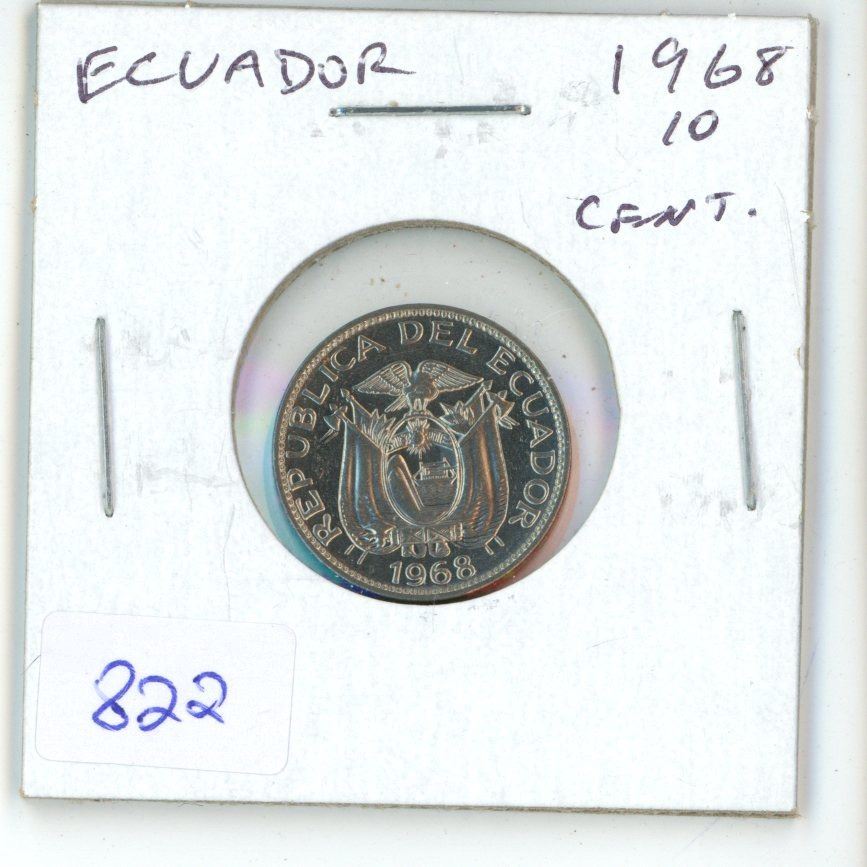 ECUADOR 1968
10
CENT.
REPUBLICA DEL ECUADOR
1968
822